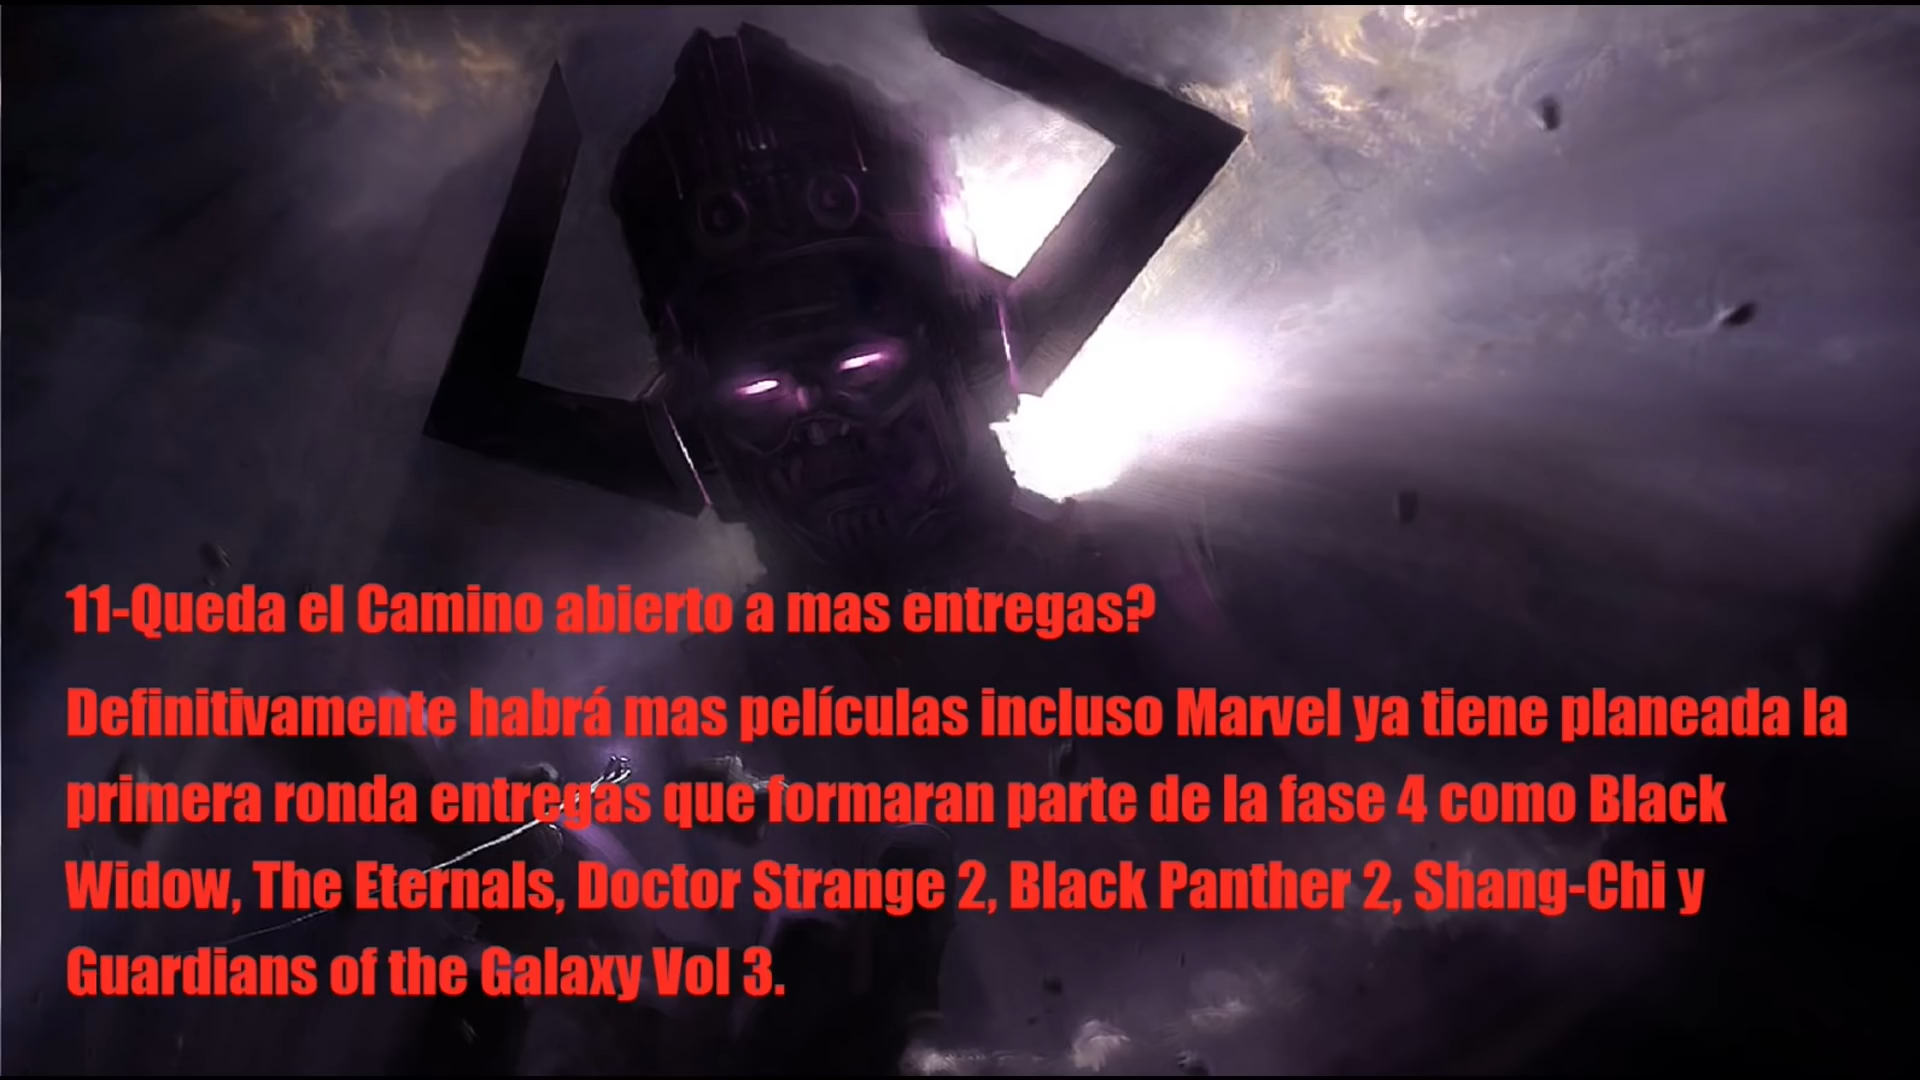 11-Queda el Camino abierto a mas entregas?
Definitivamente habrá mas películas incluso Marvel ya tiene planeada la
primera ronda entregas que formaran parte de la fase 4 como Black
Widow, The Eternals, Doctor Strange 2, Black Panther 2, Shang-Chi y
Guardians of the Galaxy Vol 3.